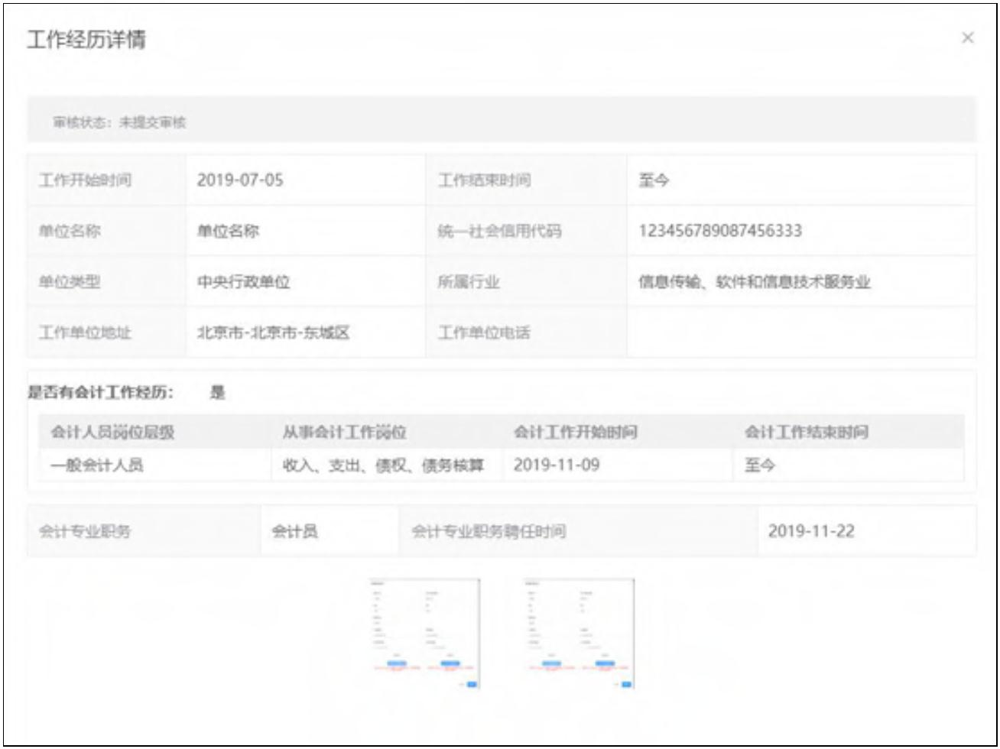 工作经历详情
审核状态：未提交审核
工作开始时间 2019-07-05 工作结束时间 至今
单位名称 单位名称 统一社会信用代码 123456789087456333
单位类型 中央行政单位 所属行业 信息传输、软件和信息技术服务业
工作单位地址 北京市-北京市-东城区 工作单位电话
是否有会计工作经历： 是
会计人员岗位层级 从事会计工作岗位 会计工作开始时间 会计工作结束时间
一般会计人员 收入、支出、债权、债务核算 2019-11-09 至今
会计专业职务 会计员 会计专业职务聘任时间 2019-11-22